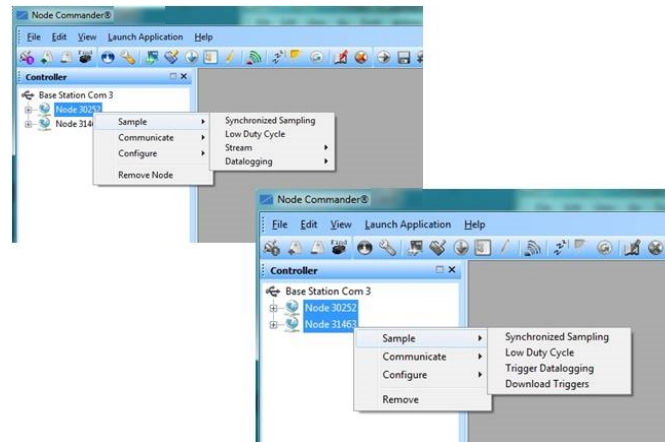 Node Commander®
File Edit View Launch Application Help
Find
Controller
Base Station Com 3
Node 30252
Node 314
Sample
Communicate
Configure
Remove Node
Synchronized Sampling
Low Duty Cycle
Stream
Datalogging
Node Commander®
File Edit View Launch Application Help
Find
Controller
Base Station Com 3
Node 30252
Node 31463
Sample
Communicate
Configure
Remove
Synchronized Sampling
Low Duty Cycle
Trigger Datalogging
Download Triggers